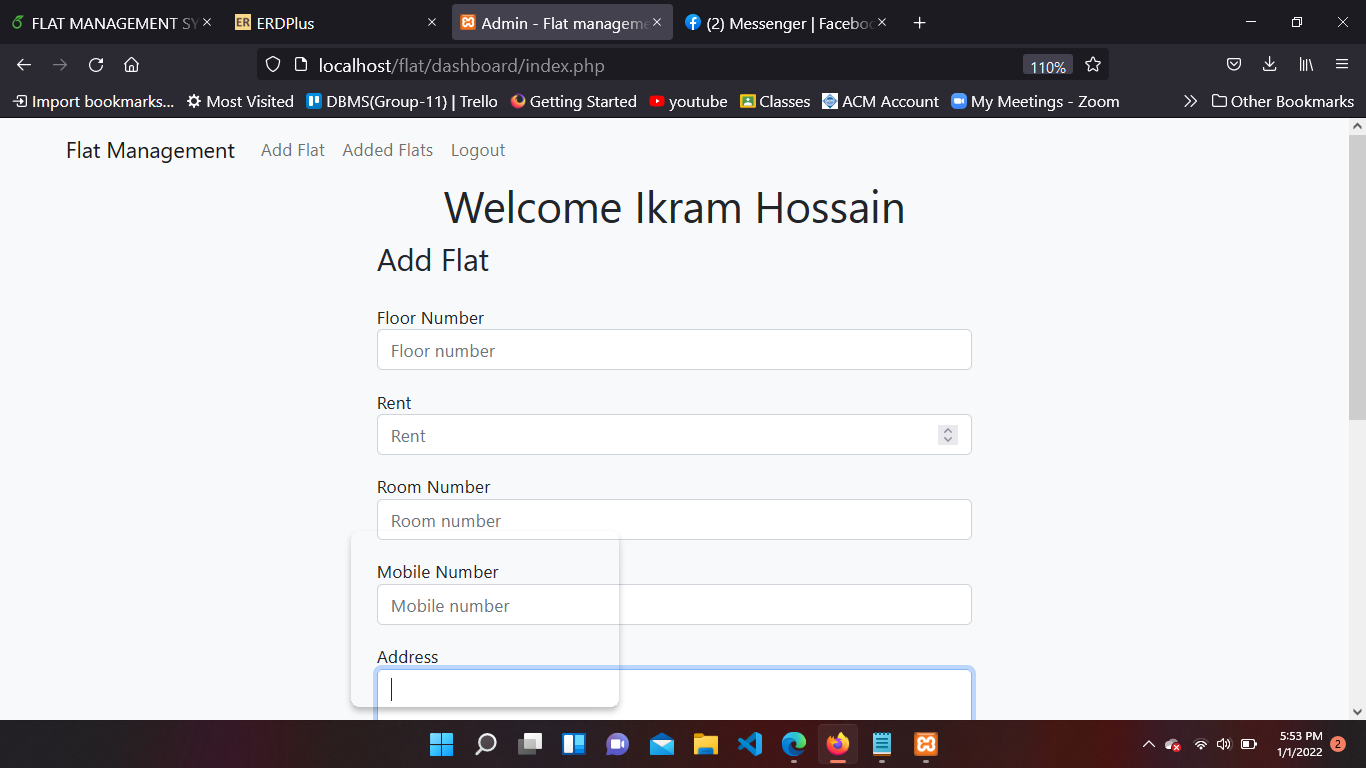 FLAT MANAGEMENT SY
ER ERDPlus
Admin - Flat manageme
(2) Messenger | Facebo
localhost/flat/dashboard/index.php
110%
Import bookmarks...
Most Visited
DBMS(Group-11) | Trello
Getting Started
youtube
Classes
ACM Account
My Meetings - Zoom
Other Bookmarks
Flat Management
Add Flat
Added Flats
Logout
Welcome Ikram Hossain
Add Flat
Floor Number
Floor number
Rent
Rent
Room Number
Room number
Mobile Number
Mobile number
Address
5:53 PM
1/1/2022
2